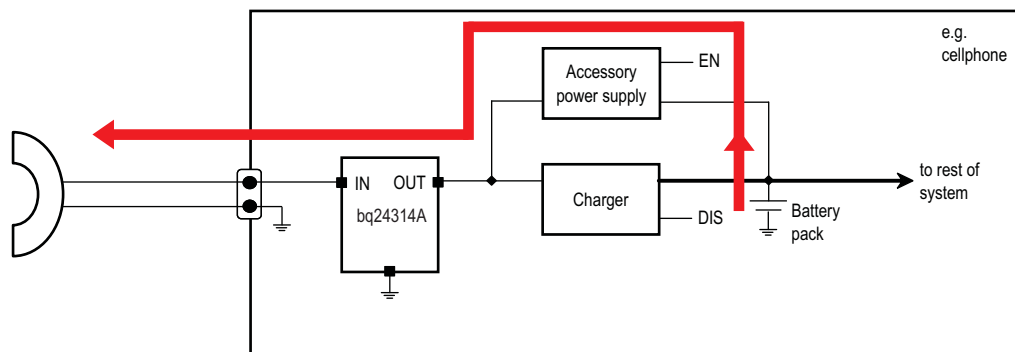 e.g.
cellphone
EN
Accessory
power supply
IN
OUT
bq24314A
Charger
DIS
to rest of
system
Battery
pack